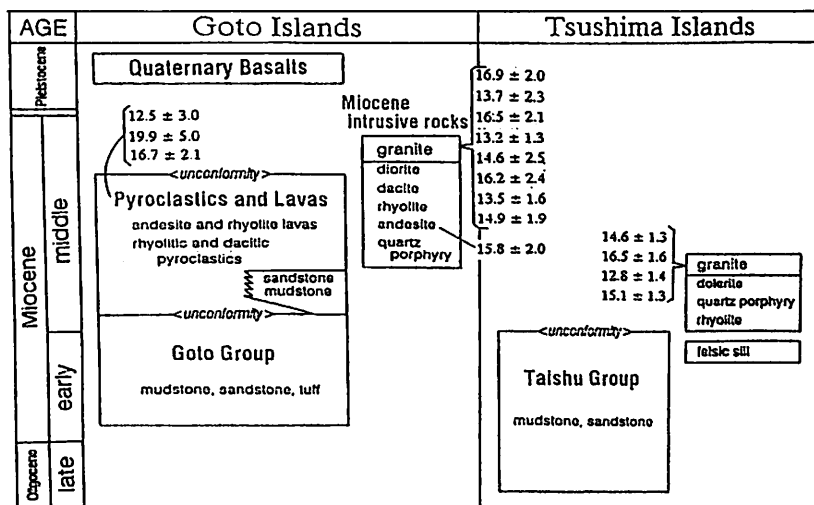 AGE
Goto Islands
Tsushima Islands
Pleistocene
Miocene
middle
early
Oligocene
late
Quaternary Basalts
12.5 ± 3.0
19.9 ± 5.0
16.7 ± 2.1
<unconformity>
Pyroclastics and Lavas
andesite and rhyolite lavas
rhyolitic and dacitic
pyroclastics
sandstone
mudstone
<unconformity>
Goto Group
mudstone, sandstone, tuff
Miocene
intrusive rocks
granite
diorite
dacite
rhyolite
andesite
quartz
porphyry
16.9 ± 2.0
13.7 ± 2.3
16.5 ± 2.1
13.2 ± 1.3
14.6 ± 2.5
16.2 ± 2.4
13.5 ± 1.6
14.9 ± 1.9
15.8 ± 2.0
14.6 ± 1.3
16.5 ± 1.6
12.8 ± 1.4
15.1 ± 1.3
granite
dolerite
quartz porphyry
rhyolite
felsic sill
<unconformity>
Taishu Group
mudstone, sandstone